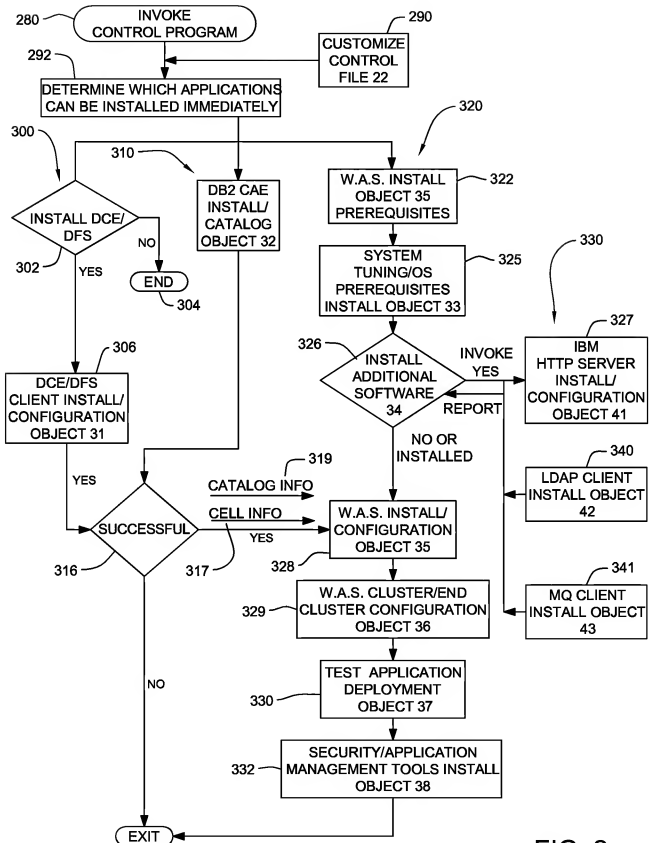 280
INVOKE
CONTROL PROGRAM
290
CUSTOMIZE
CONTROL
FILE 22
292
DETERMINE WHICH APPLICATIONS
CAN BE INSTALLED IMMEDIATELY
300
310
320
INSTALL DCE/
DFS
302
NO
YES
END
304
DB2 CAE
INSTALL/
CATALOG
OBJECT 32
W.A.S. INSTALL
OBJECT 35
PREREQUISITES
322
SYSTEM
TUNING/OS
PREREQUISITES
INSTALL OBJECT 33
325
330
326
INSTALL
ADDITIONAL
SOFTWARE
34
INVOKE
YES
REPORT
NO OR
INSTALLED
327
IBM
HTTP SERVER
INSTALL/
CONFIGURATION
OBJECT 41
306
DCE/DFS
CLIENT INSTALL/
CONFIGURATION
OBJECT 31
YES
340
LDAP CLIENT
INSTALL OBJECT
42
341
MQ CLIENT
INSTALL OBJECT
43
319
CATALOG INFO
CELL INFO
YES
317
SUCCESSFUL
316
NO
W.A.S. INSTALL/
CONFIGURATION
OBJECT 35
328
W.A.S. CLUSTER/END
CLUSTER CONFIGURATION
OBJECT 36
329
TEST APPLICATION
DEPLOYMENT
OBJECT 37
330
SECURITY/APPLICATION
MANAGEMENT TOOLS INSTALL
OBJECT 38
332
EXIT